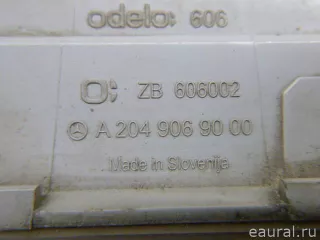 odelo: 606
ZB 606002
A 204 906 90 00
Made in Slovenija
eaural.ru